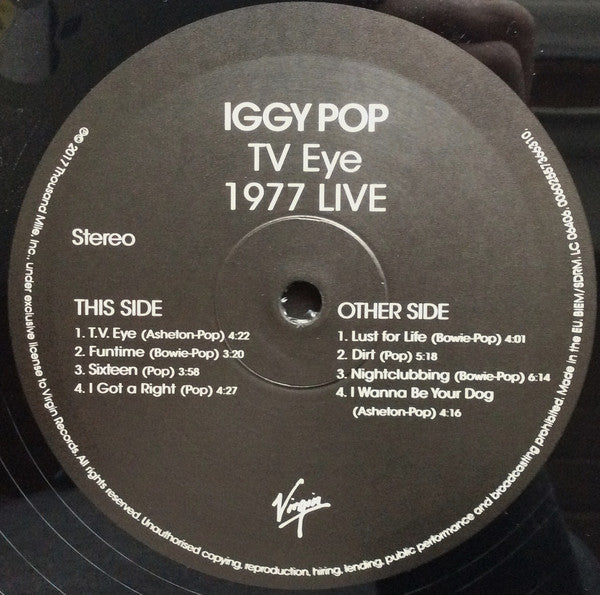 IGGY POP
TV Eye
1977 LIVE
Stereo
THIS SIDE
1. T.V. Eye (Asheton-Pop) 4:22
2. Funtime (Bowie-Pop) 3:20
3. Sixteen (Pop) 3:58
4. I Got a Right (Pop) 4:27
OTHER SIDE
1. Lust for Life (Bowie-Pop) 4:01
2. Dirt (Pop) 5:18
3. Nightclubbing (Bowie-Pop) 6:14
4. I Wanna Be Your Dog
(Asheton-Pop) 4:16
Virgin
℗© 2017 Thousand Mile, Inc., under exclusive license to Virgin Records. All rights reserved. Unauthorised copying, reproduction, hiring, lending, public performance and broadcasting prohibited. Made in the EU. BIEM/SDRM. LC 06406. 00602567366310.